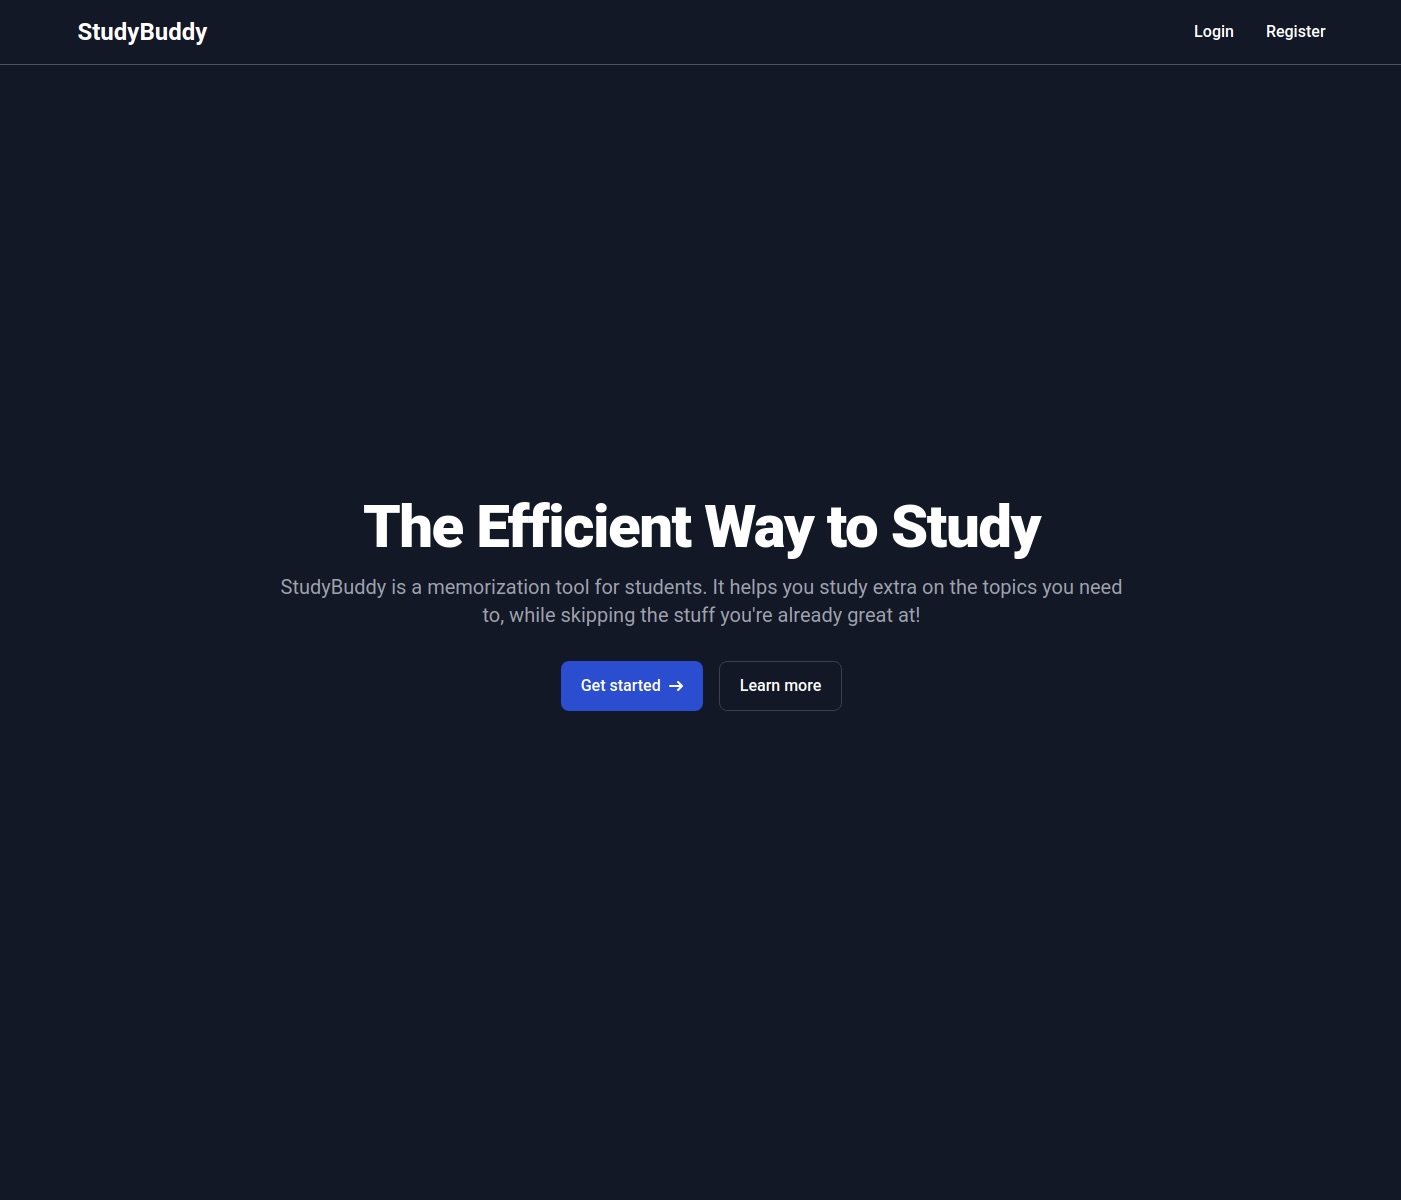 StudyBuddy
Login
Register
The Efficient Way to Study
StudyBuddy is a memorization tool for students. It helps you study extra on the topics you need
to, while skipping the stuff you're already great at!
Get started →
Learn more